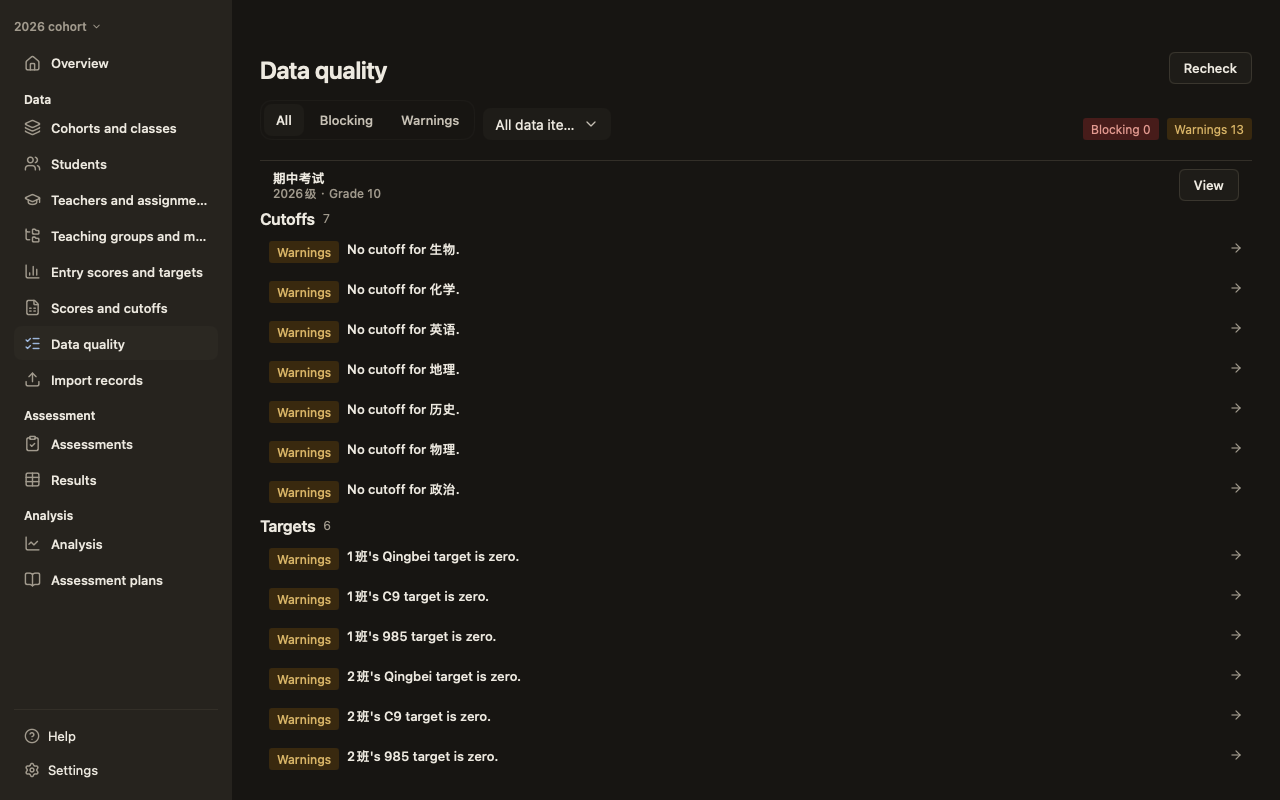 2026 cohort
Overview
Data
Cohorts and classes
Students
Teachers and assignme...
Teaching groups and m...
Entry scores and targets
Scores and cutoffs
Data quality
Import records
Assessment
Assessments
Results
Analysis
Analysis
Assessment plans
Help
Settings
Data quality
Recheck
All
Blocking
Warnings
All data ite...
Blocking 0
Warnings 13
期中考试
2026级 · Grade 10
View
Cutoffs 7
Warnings No cutoff for 生物.
Warnings No cutoff for 化学.
Warnings No cutoff for 英语.
Warnings No cutoff for 地理.
Warnings No cutoff for 历史.
Warnings No cutoff for 物理.
Warnings No cutoff for 政治.
Targets 6
Warnings 1班's Qingbei target is zero.
Warnings 1班's C9 target is zero.
Warnings 1班's 985 target is zero.
Warnings 2班's Qingbei target is zero.
Warnings 2班's C9 target is zero.
Warnings 2班's 985 target is zero.